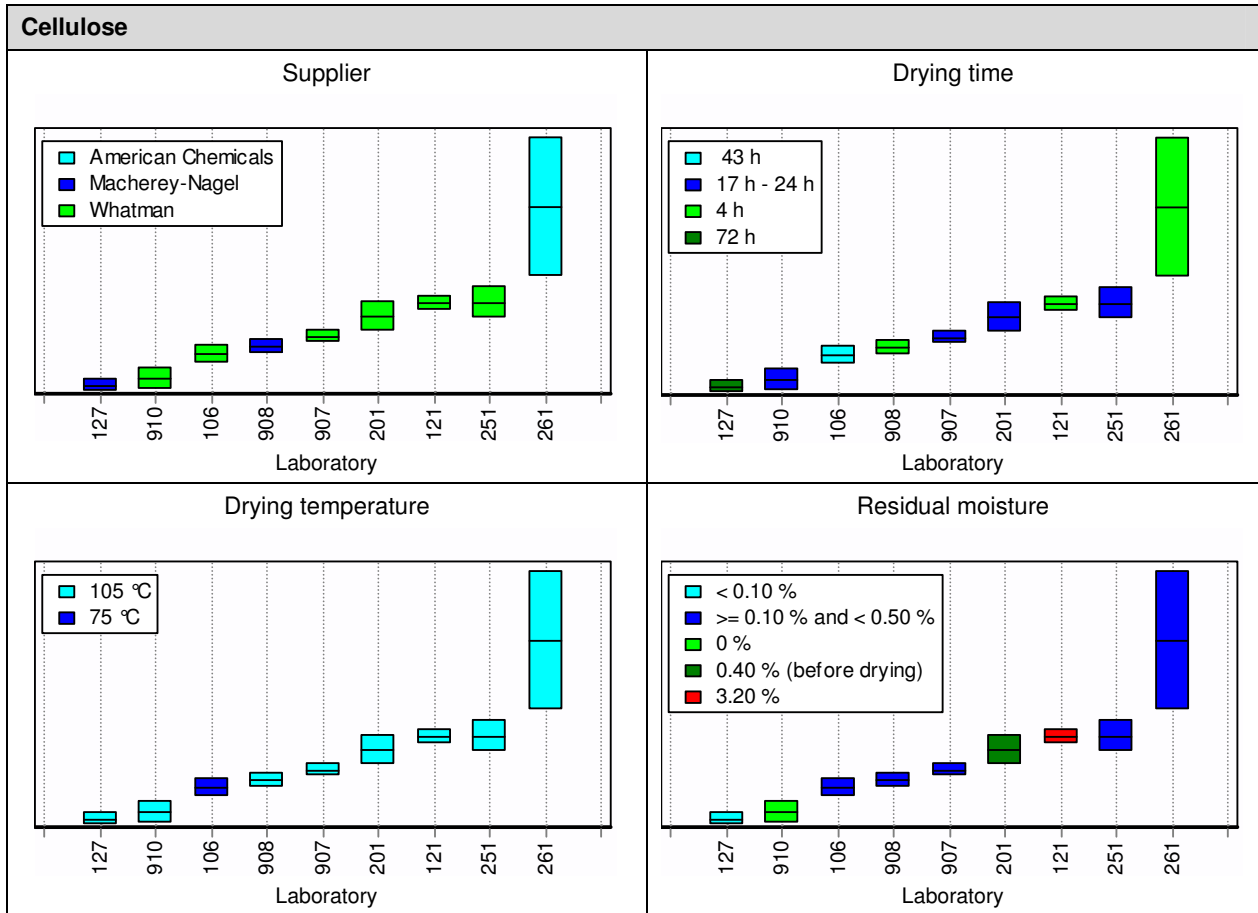 Cellulose
Supplier
American Chemicals
Macherey-Nagel
Whatman
127 910 106 908 907 201 121 251 261
Laboratory
Drying time
43 h
17 h - 24 h
4 h
72 h
127 910 106 908 907 201 121 251 261
Laboratory
Drying temperature
105 °C
75 °C
127 910 106 908 907 201 121 251 261
Laboratory
Residual moisture
< 0.10 %
>= 0.10 % and < 0.50 %
0 %
0.40 % (before drying)
3.20 %
127 910 106 908 907 201 121 251 261
Laboratory